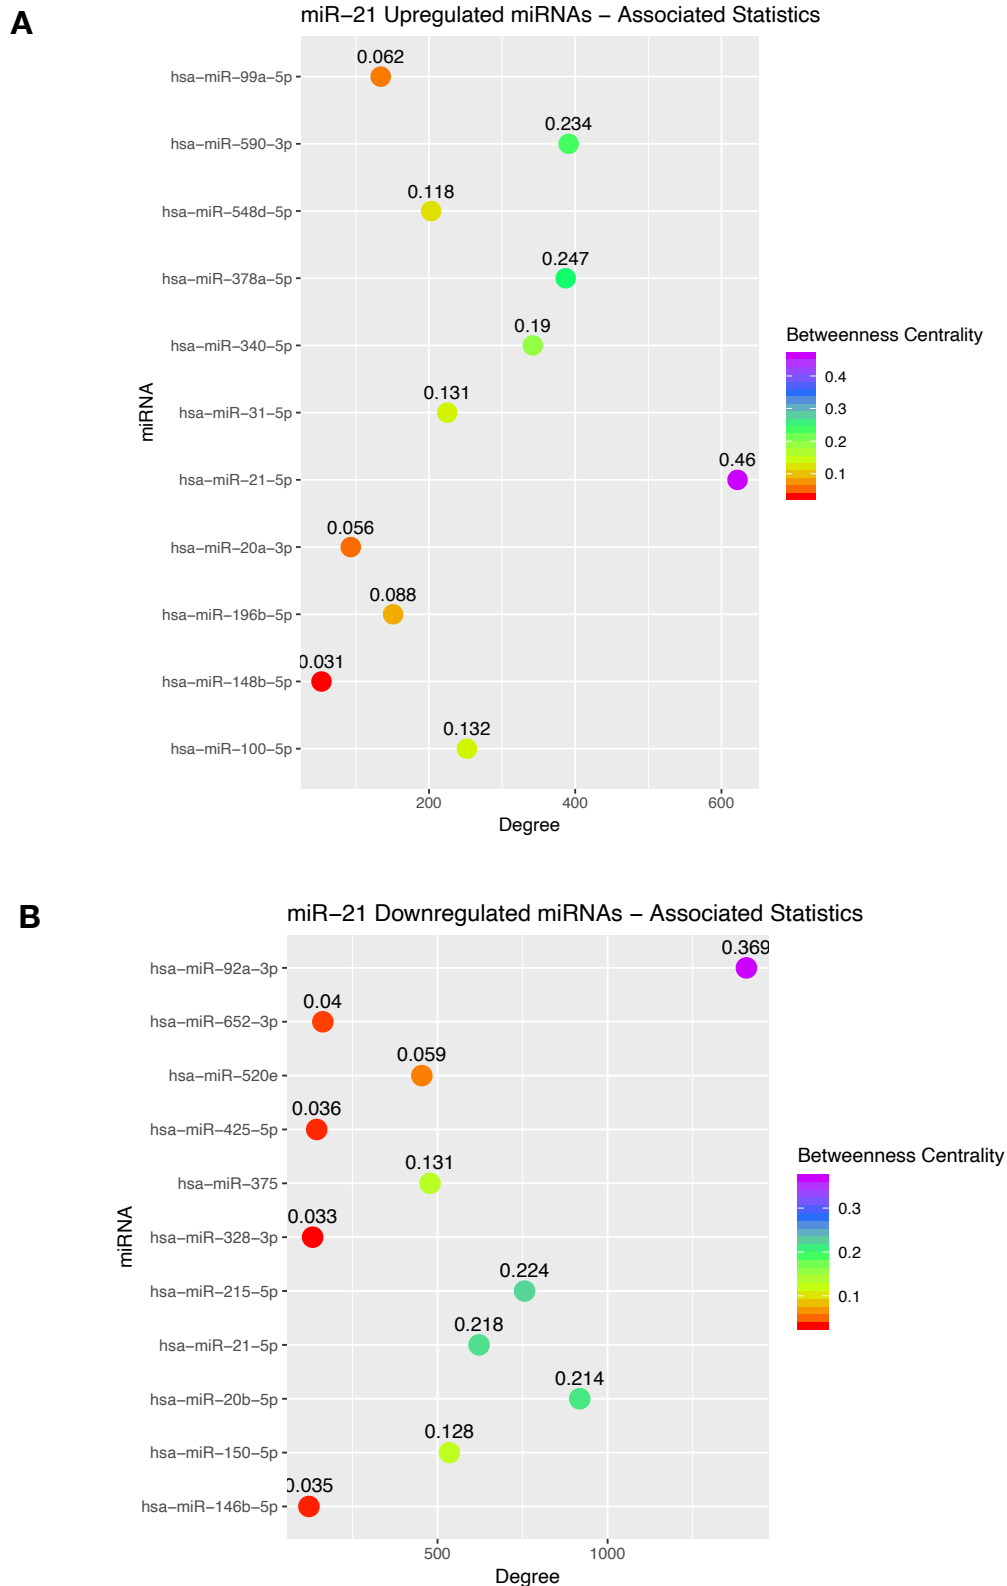 A
miR−21 Upregulated miRNAs − Associated Statistics
hsa−miR−99a−5p
0.062
hsa−miR−590−3p
0.234
hsa−miR−548d−5p
0.118
hsa−miR−378a−5p
0.247
hsa−miR−340−5p
0.19
hsa−miR−31−5p
0.131
hsa−miR−21−5p
0.46
hsa−miR−20a−3p
0.056
hsa−miR−196b−5p
0.088
hsa−miR−148b−5p
0.031
hsa−miR−100−5p
0.132
miRNA
200
400
600
Degree
Betweenness Centrality
0.4
0.3
0.2
0.1
B
miR−21 Downregulated miRNAs − Associated Statistics
hsa−miR−92a−3p
0.369
hsa−miR−652−3p
0.04
hsa−miR−520e
0.059
hsa−miR−425−5p
0.036
hsa−miR−375
0.131
hsa−miR−328−3p
0.033
hsa−miR−215−5p
0.224
hsa−miR−21−5p
0.218
hsa−miR−20b−5p
0.214
hsa−miR−150−5p
0.128
hsa−miR−146b−5p
0.035
miRNA
500
1000
Degree
Betweenness Centrality
0.3
0.2
0.1